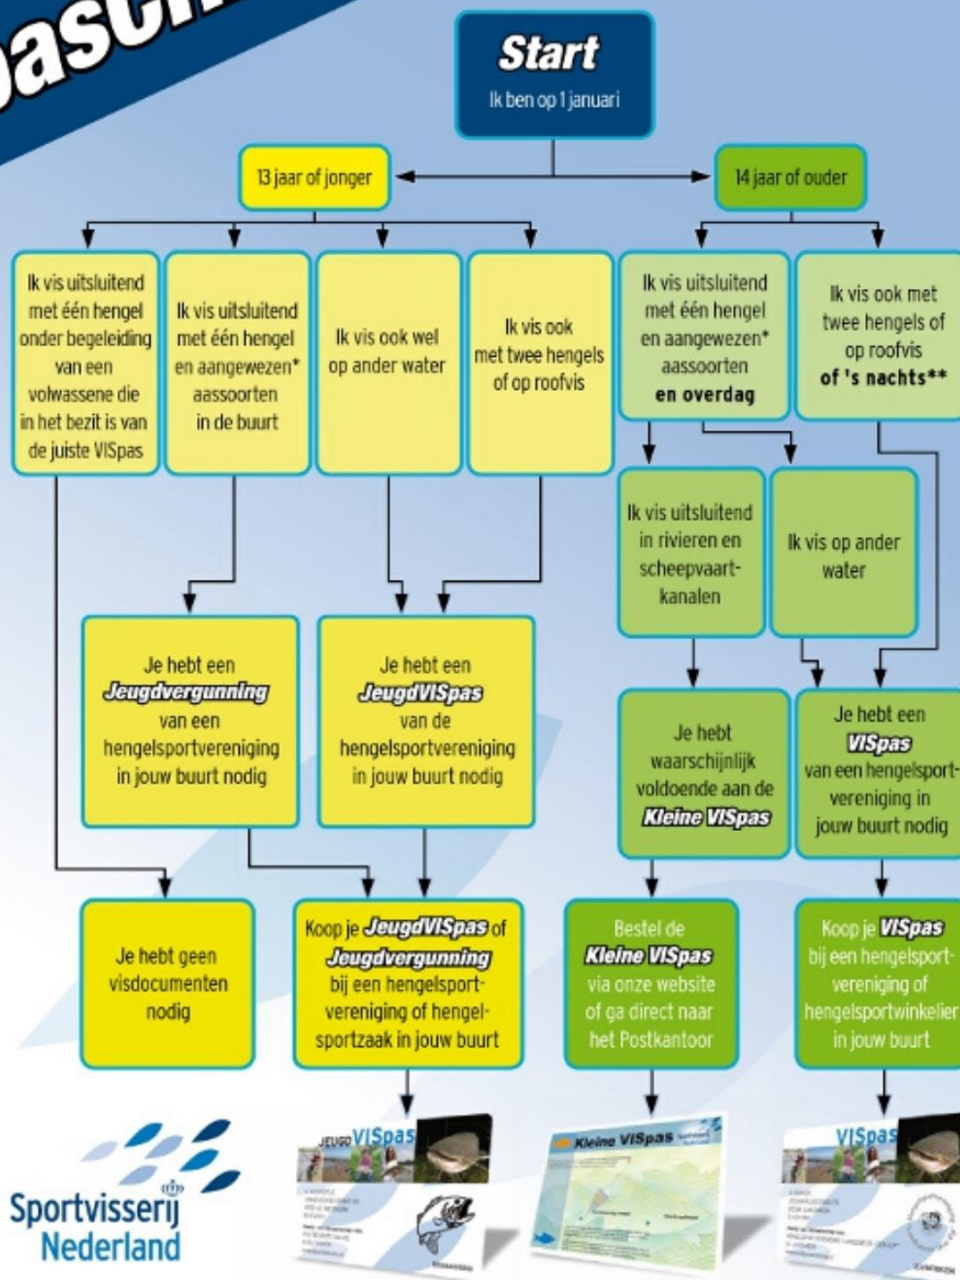 Start
Ik ben op 1 januari
13 jaar of jonger
14 jaar of ouder
Ik vis uitsluitend
met één hengel
onder begeleiding
van een
volwassene die
in het bezit is van
de juiste VISpas
Ik vis uitsluitend
met één hengel
en aangewezen*
aassoorten
in de buurt
Ik vis ook wel
op ander water
Ik vis ook
met twee hengels
of op roofvis
Ik vis uitsluitend
met één hengel
en aangewezen*
aassoorten
en overdag
Ik vis ook met
twee hengels of
op roofvis
of 's nachts**
Ik vis uitsluitend
in rivieren en
scheepvaart-
kanalen
Ik vis op ander
water
Je hebt een
Jeugdvergunning
van een
hengelsportvereniging
in jouw buurt nodig
Je hebt een
JeugdVISpas
van de
hengelsportvereniging
in jouw buurt nodig
Je hebt
waarschijnlijk
voldoende aan de
Kleine VISpas
Je hebt een
VISpas
van een hengelsport-
vereniging in
jouw buurt nodig
Je hebt geen
visdocumenten
nodig
Koop je JeugdVISpas of
Jeugdvergunning
bij een hengelsport-
vereniging of hengel-
sportzaak in jouw buurt
Bestel de
Kleine VISpas
via onze website
of ga direct naar
het Postkantoor
Koop je VISpas
bij een hengelsport-
vereniging of
hengelsportwinkelier
in jouw buurt
Sportvisserij
Nederland
JEUGD VISpas
Kleine VISpas
VISpas